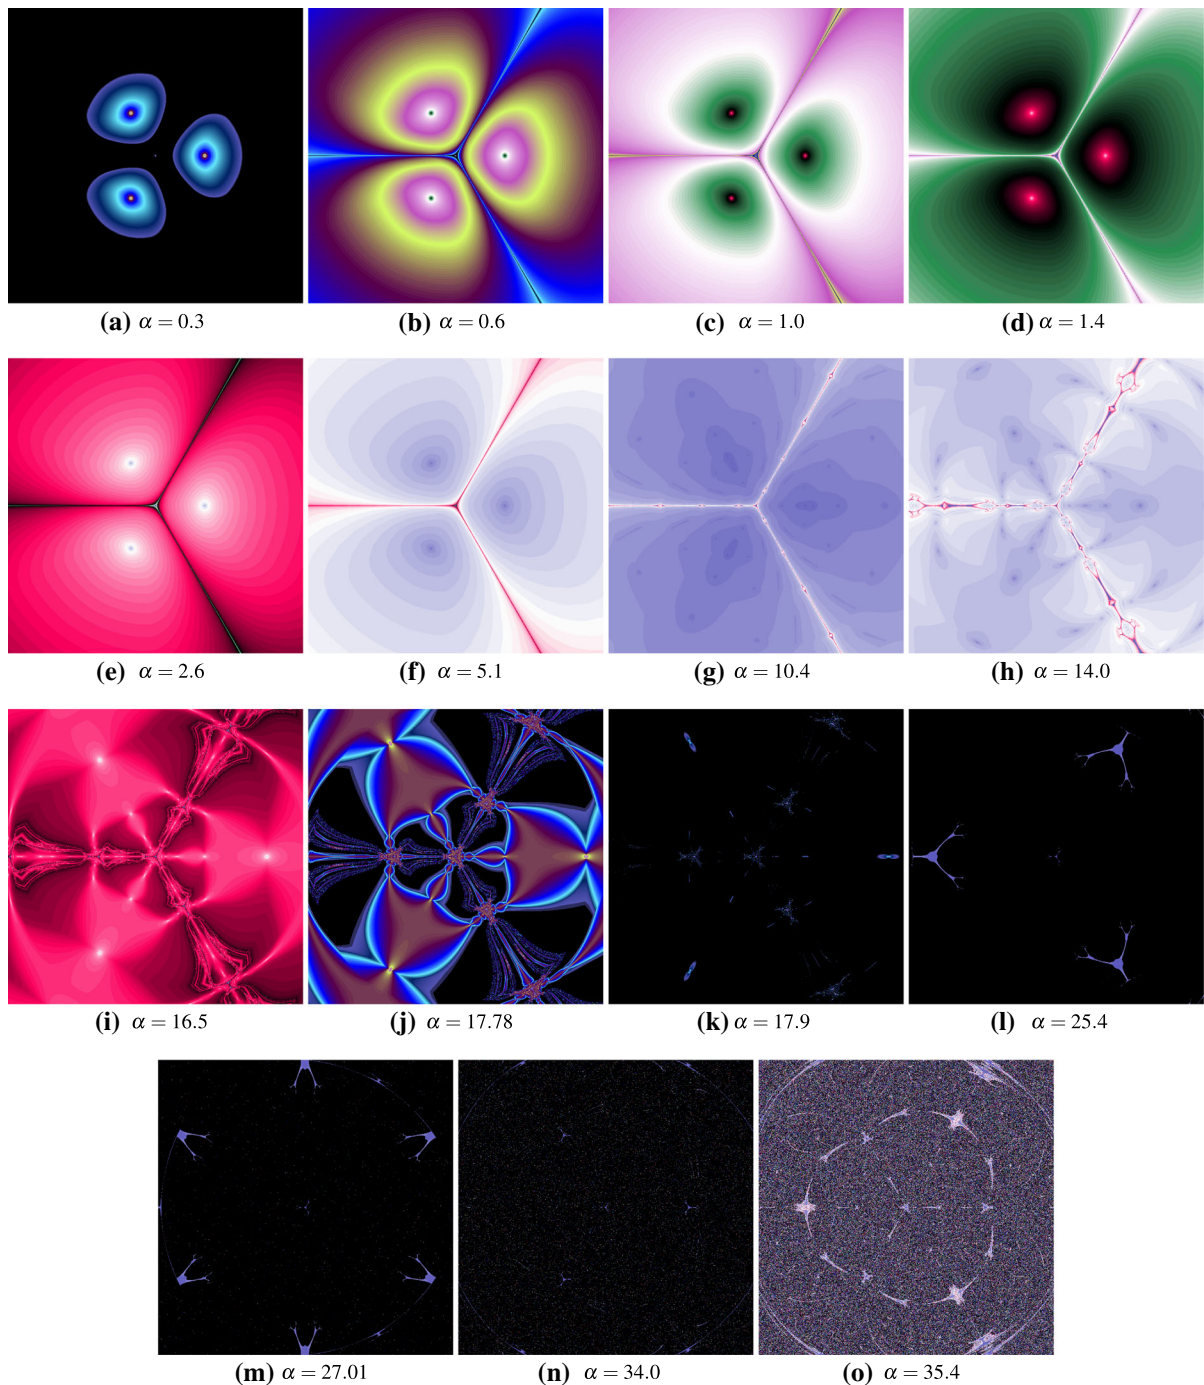 (a) α = 0.3
(b) α = 0.6
(c) α = 1.0
(d) α = 1.4
(e) α = 2.6
(f) α = 5.1
(g) α = 10.4
(h) α = 14.0
(i) α = 16.5
(j) α = 17.78
(k) α = 17.9
(l) α = 25.4
(m) α = 27.01
(n) α = 34.0
(o) α = 35.4